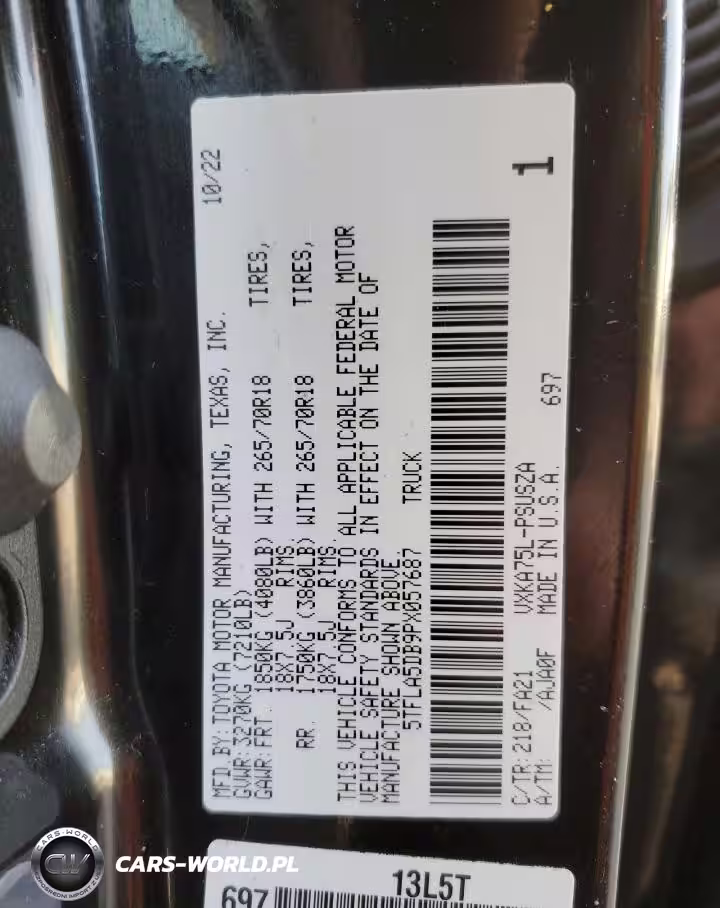 MFD. BY: TOYOTA MOTOR MANUFACTURING, TEXAS, INC. 10/22
GVWR: 3270KG (7210LB)
GAWR: FRT. 1850KG (4080LB) WITH 265/70R18 TIRES,
18X7.5J RIMS.
RR. 1750KG (3860LB) WITH 265/70R18 TIRES,
18X7.5J RIMS.
THIS VEHICLE CONFORMS TO ALL APPLICABLE FEDERAL MOTOR
VEHICLE SAFETY STANDARDS IN EFFECT ON THE DATE OF
MANUFACTURE SHOWN ABOVE.
5TFLA5DB9PX057687 TRUCK
1
C/TR: 218/FA21 VXKA75L-PSUSZA
A/TM: /AJA0F MADE IN U.S.A. 697
13L5T
697
CARS-WORLD.PL
CW